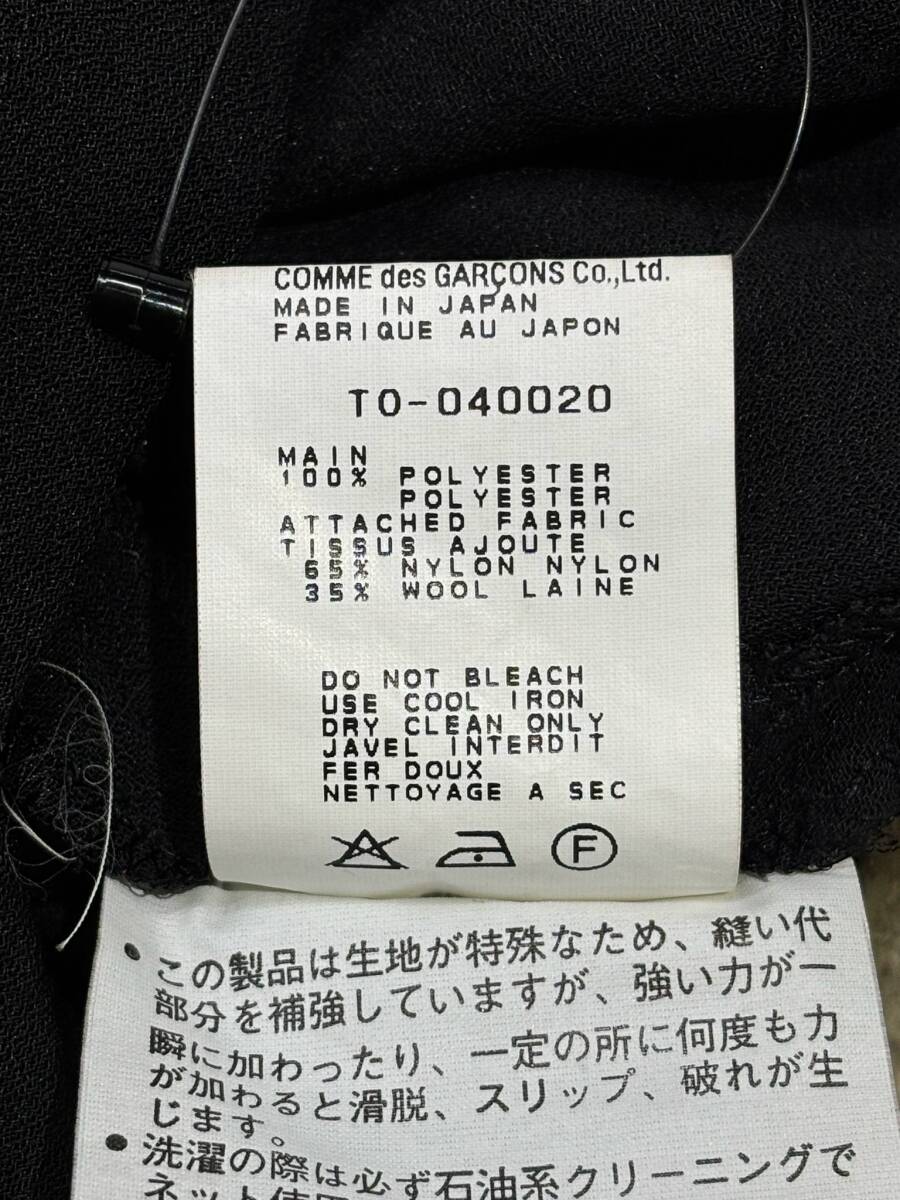 COMME des GARÇONS Co.,Ltd.
MADE IN JAPAN
FABRIQUE AU JAPON
TO-040020
MAIN
100% POLYESTER
POLYESTER
ATTACHED FABRIC
TISSUS AJOUTE
65% NYLON NYLON
35% WOOL LAINE
DO NOT BLEACH
USE COOL IRON
DRY CLEAN ONLY
JAVEL INTERDIT
FER DOUX
NETTOYAGE A SEC
F
• この製品は生地が特殊なため、縫い代
部分を補強していますが、強い力が一
瞬に加わったり、一定の所に何度も力
が加わると滑脱、スリップ、破れが生
じます。
• 洗濯の際は必ず石油系クリーニングで
ネット使用